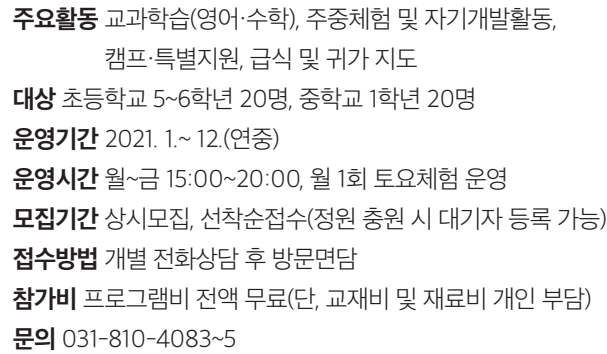 주요활동 교과학습(영어·수학), 주중체험 및 자기개발활동,
캠프·특별지원, 급식 및 귀가 지도
대상 초등학교 5~6학년 20명, 중학교 1학년 20명
운영기간 2021. 1.~ 12.(연중)
운영시간 월~금 15:00~20:00, 월 1회 토요체험 운영
모집기간 상시모집, 선착순접수(정원 충원 시 대기자 등록 가능)
접수방법 개별 전화상담 후 방문면담
참가비 프로그램비 전액 무료(단, 교재비 및 재료비 개인 부담)
문의 031-810-4083~5